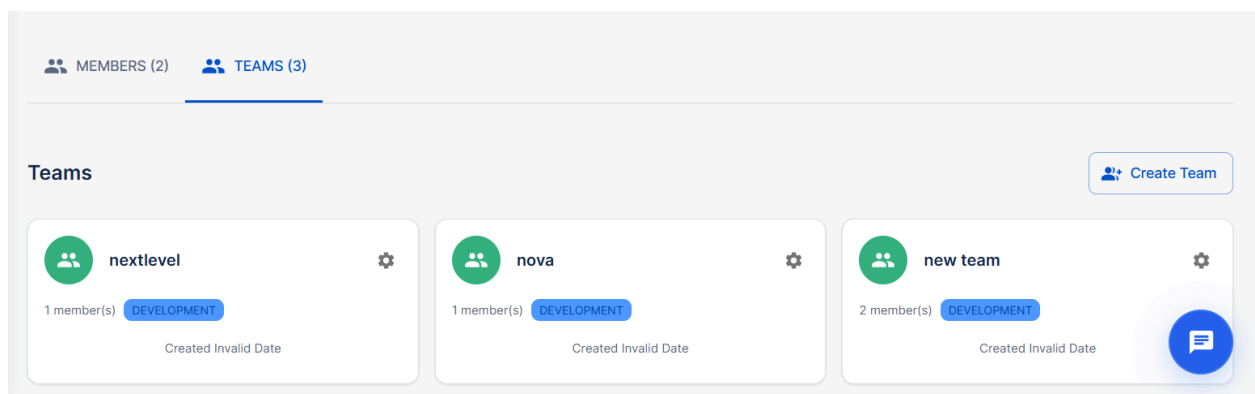 MEMBERS (2) TEAMS (3)
Teams
Create Team
nextlevel
1 member(s) DEVELOPMENT
Created Invalid Date
nova
1 member(s) DEVELOPMENT
Created Invalid Date
new team
2 member(s) DEVELOPMENT
Created Invalid Date